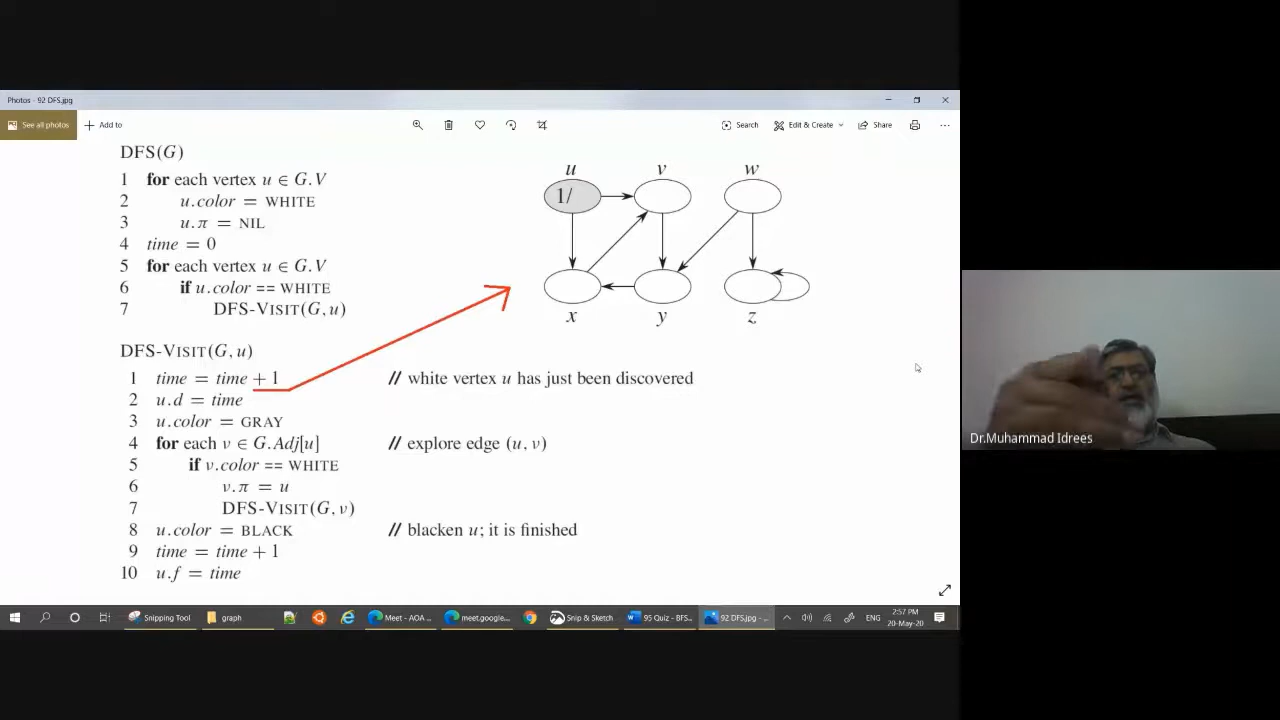 Photos - 92 DFS.jpg
See all photos
Add to
Search
Edit & Create
Share
DFS(G)
1 for each vertex u ∈ G.V
2 u.color = WHITE
3 u.π = NIL
4 time = 0
5 for each vertex u ∈ G.V
6 if u.color == WHITE
7 DFS-VISIT(G, u)
u v w
1/
x y z
DFS-VISIT(G, u)
1 time = time + 1 // white vertex u has just been discovered
2 u.d = time
3 u.color = GRAY
4 for each v ∈ G.Adj[u] // explore edge (u, v)
5 if v.color == WHITE
6 v.π = u
7 DFS-VISIT(G, v)
8 u.color = BLACK // blacken u; it is finished
9 time = time + 1
10 u.f = time
Dr.Muhammad Idrees
Snipping Tool
graph
Meet - AOA ...
meet.google...
Snip & Sketch
95 Quiz - BFS...
92 DFS.jpg - ...
ENG
2:57 PM
20-May-20